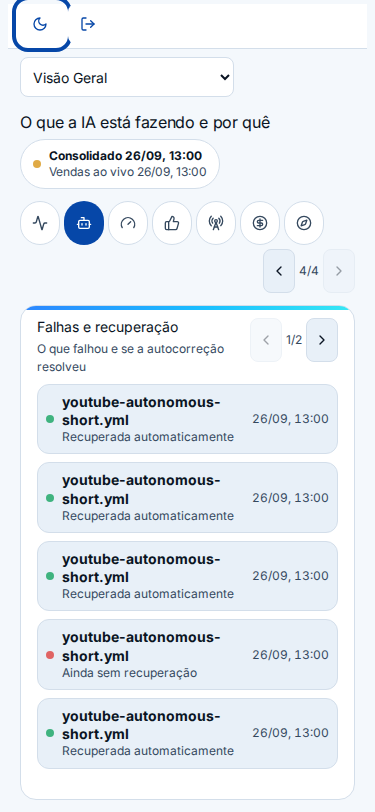 Visão Geral
O que a IA está fazendo e por quê
Consolidado 26/09, 13:00
Vendas ao vivo 26/09, 13:00
4/4
Falhas e recuperação
O que falhou e se a autocorreção
resolveu
1/2
youtube-autonomous-
short.yml
Recuperada automaticamente
26/09, 13:00
youtube-autonomous-
short.yml
Recuperada automaticamente
26/09, 13:00
youtube-autonomous-
short.yml
Recuperada automaticamente
26/09, 13:00
youtube-autonomous-
short.yml
Ainda sem recuperação
26/09, 13:00
youtube-autonomous-
short.yml
Recuperada automaticamente
26/09, 13:00